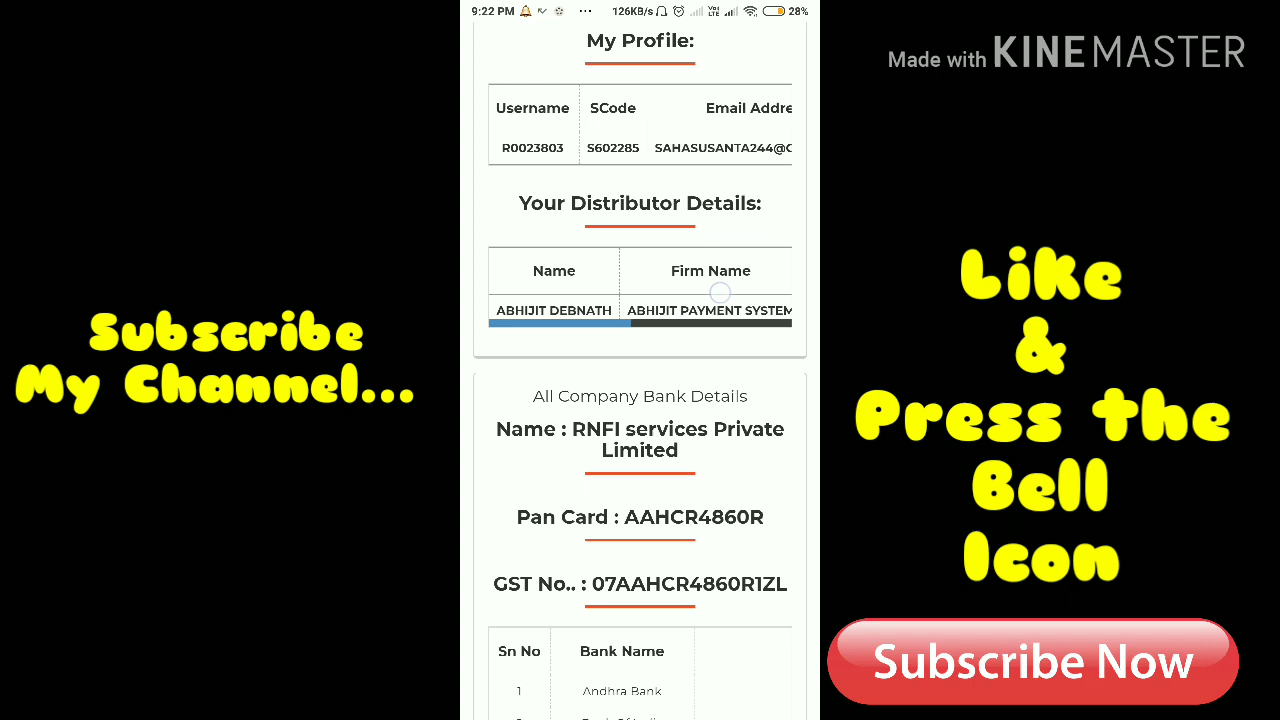 9:22 PM ... 126KB/s Vo LTE 28%
Made with KINEMASTER
My Profile:
Username SCode Email Addre
R0023803 S602285 SAHASUSANTA244@
Your Distributor Details:
Name Firm Name
ABHIJIT DEBNATH ABHIJIT PAYMENT SYSTEM
All Company Bank Details
Name : RNFI services Private
Limited
Pan Card : AAHCR4860R
GST No.. : 07AAHCR4860R1ZL
Sn No Bank Name
1 Andhra Bank
Subscribe
My Channel...
Like
&
Press the
Bell
Icon
Subscribe Now